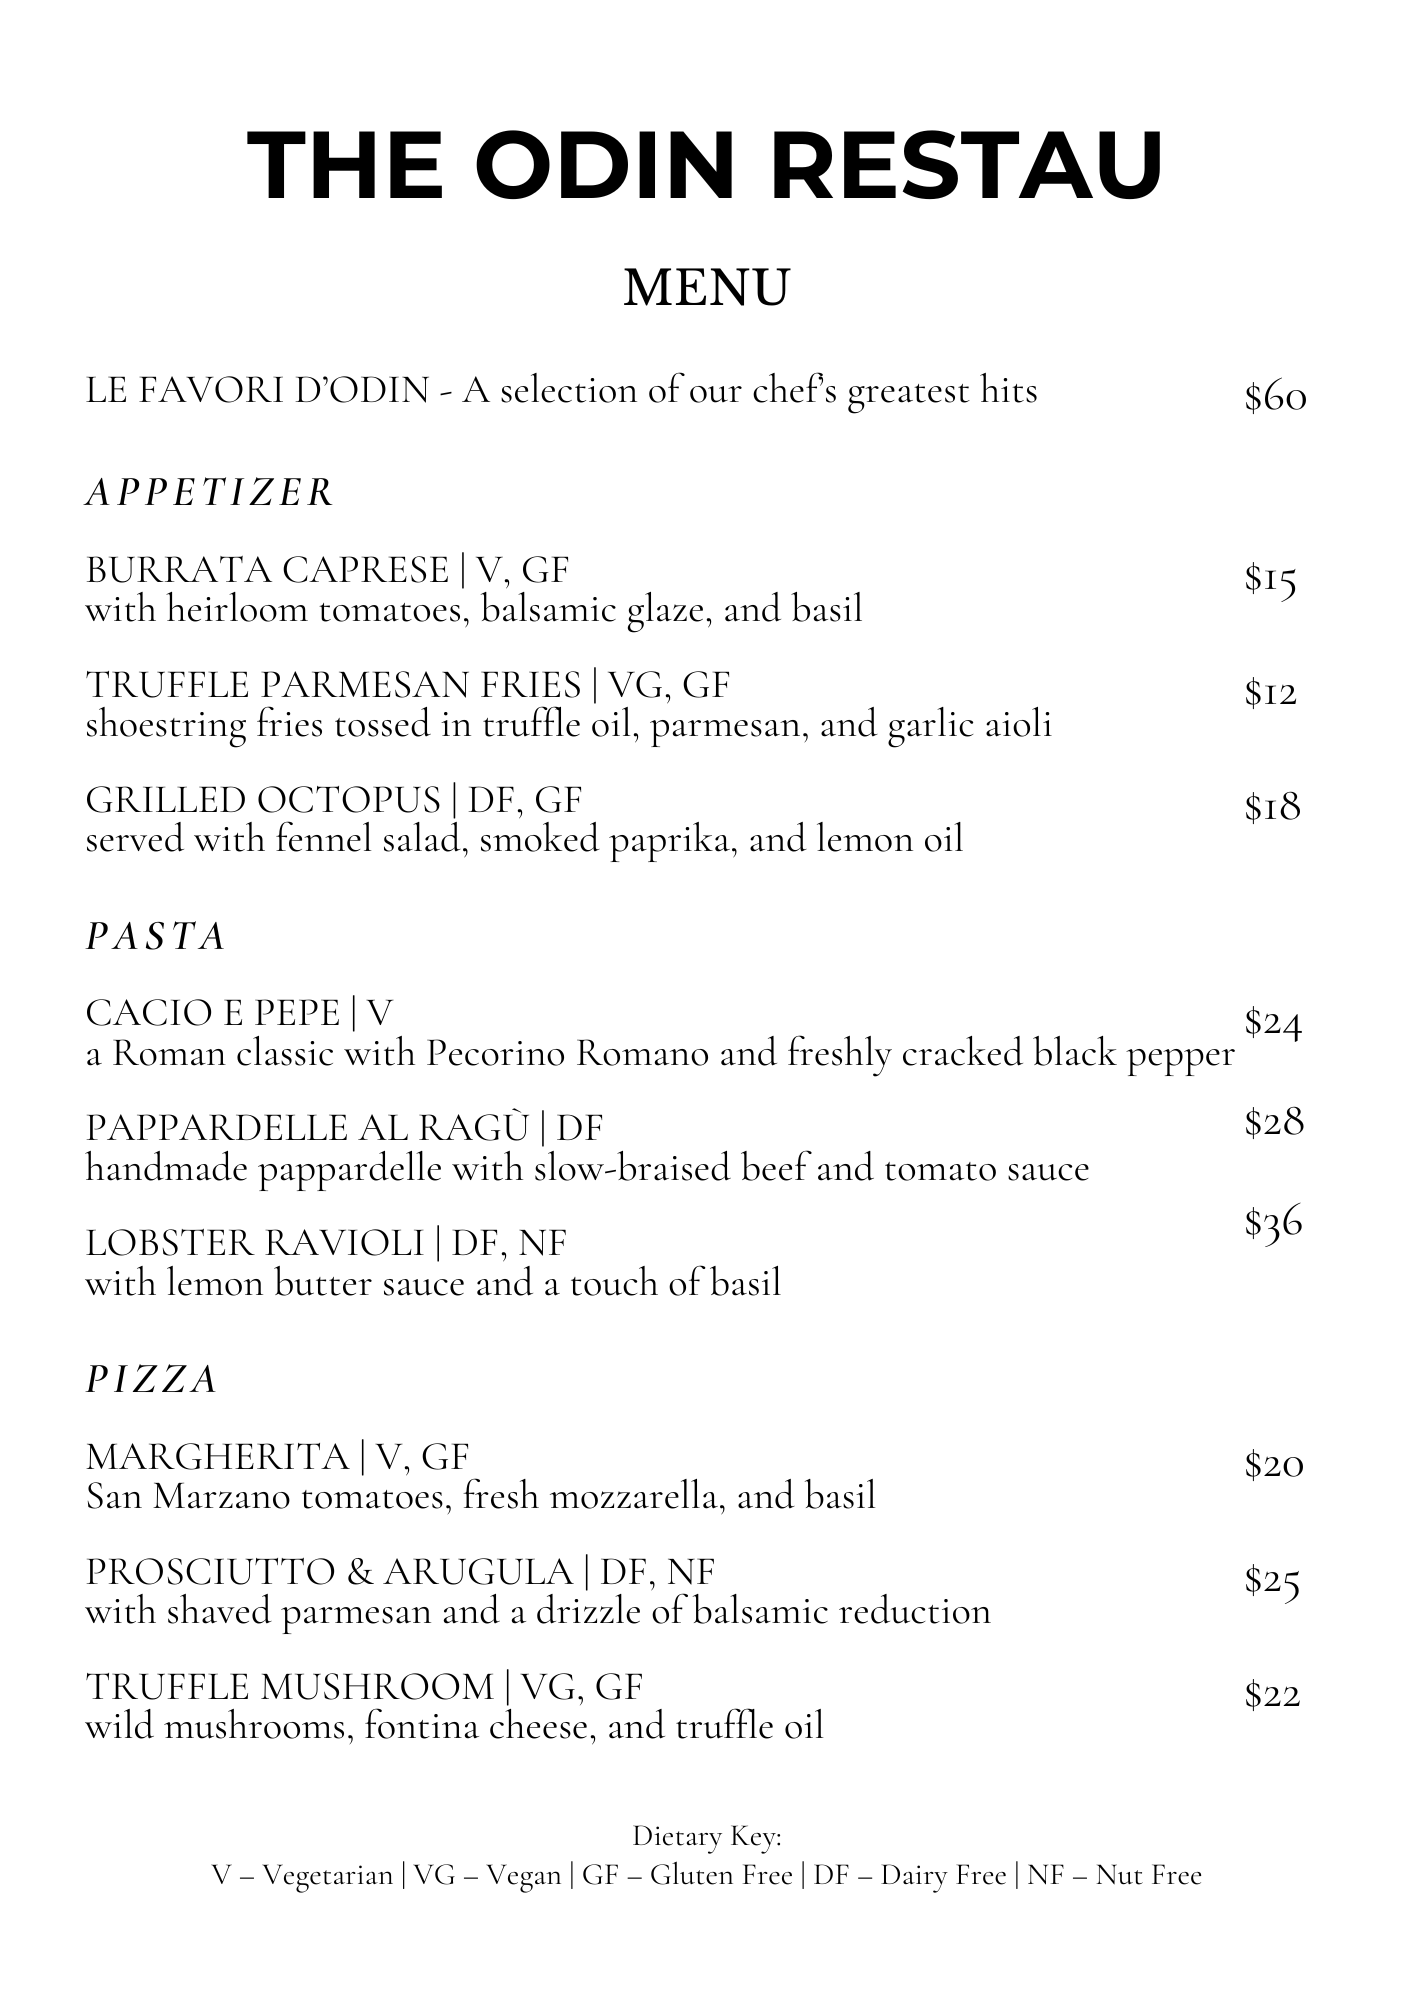 THE ODIN RESTAU
MENU
LE FAVORI D’ODIN - A selection of our chef’s greatest hits $60
APPETIZER
BURRATA CAPRESE | V, GF $15
with heirloom tomatoes, balsamic glaze, and basil
TRUFFLE PARMESAN FRIES | VG, GF $12
shoestring fries tossed in truffle oil, parmesan, and garlic aioli
GRILLED OCTOPUS | DF, GF $18
served with fennel salad, smoked paprika, and lemon oil
PASTA
CACIO E PEPE | V $24
a Roman classic with Pecorino Romano and freshly cracked black pepper
PAPPARDELLE AL RAGÙ | DF $28
handmade pappardelle with slow-braised beef and tomato sauce
LOBSTER RAVIOLI | DF, NF $36
with lemon butter sauce and a touch of basil
PIZZA
MARGHERITA | V, GF $20
San Marzano tomatoes, fresh mozzarella, and basil
PROSCIUTTO & ARUGULA | DF, NF $25
with shaved parmesan and a drizzle of balsamic reduction
TRUFFLE MUSHROOM | VG, GF $22
wild mushrooms, fontina cheese, and truffle oil
Dietary Key:
V – Vegetarian | VG – Vegan | GF – Gluten Free | DF – Dairy Free | NF – Nut Free